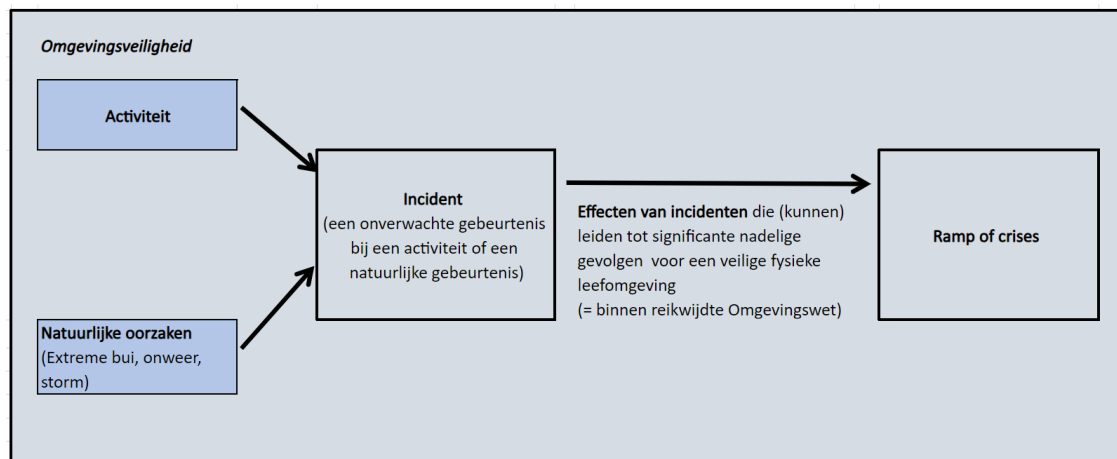 Omgevingsveiligheid
Activiteit
Incident
(een onverwachte gebeurtenis
bij een activiteit of een
natuurlijke gebeurtenis)
Effecten van incidenten die (kunnen)
leiden tot significante nadelige
gevolgen voor een veilige fysieke
leefomgeving
(= binnen reikwijdte Omgevingswet)
Ramp of crises
Natuurlijke oorzaken
(Extreme bui, onweer,
storm)